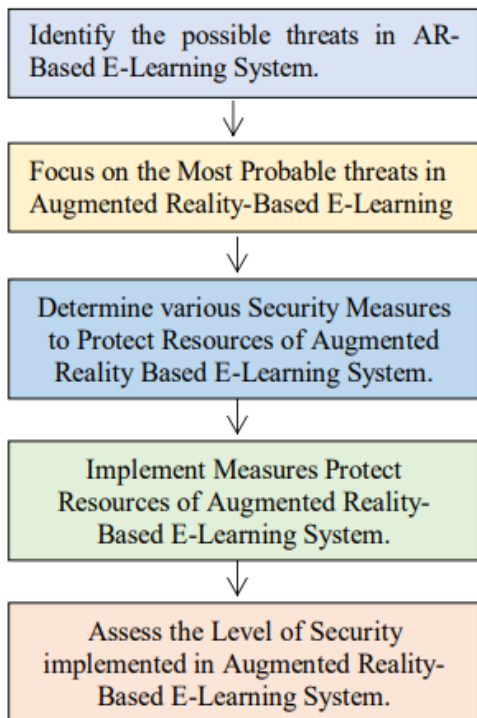 Identify the possible threats in AR-
Based E-Learning System.
Focus on the Most Probable threats in
Augmented Reality-Based E-Learning
Determine various Security Measures
to Protect Resources of Augmented
Reality Based E-Learning System.
Implement Measures Protect
Resources of Augmented Reality-
Based E-Learning System.
Assess the Level of Security
implemented in Augmented Reality-
Based E-Learning System.